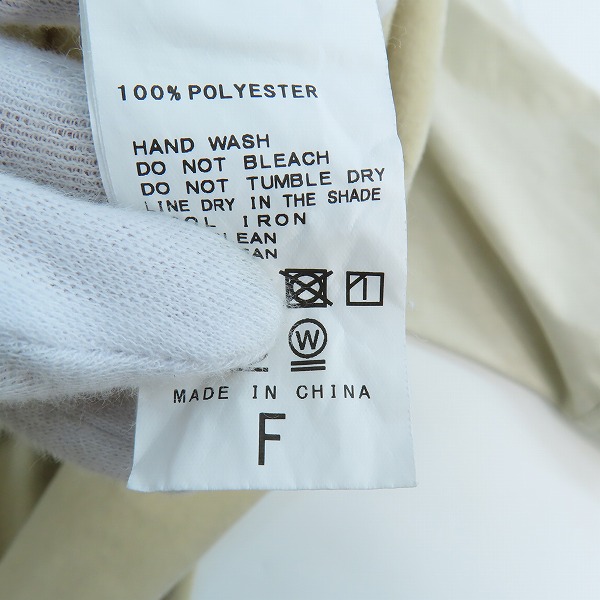 100% POLYESTER
HAND WASH
DO NOT BLEACH
DO NOT TUMBLE DRY
LINE DRY IN THE SHADE
IRON
W
MADE IN CHINA
F